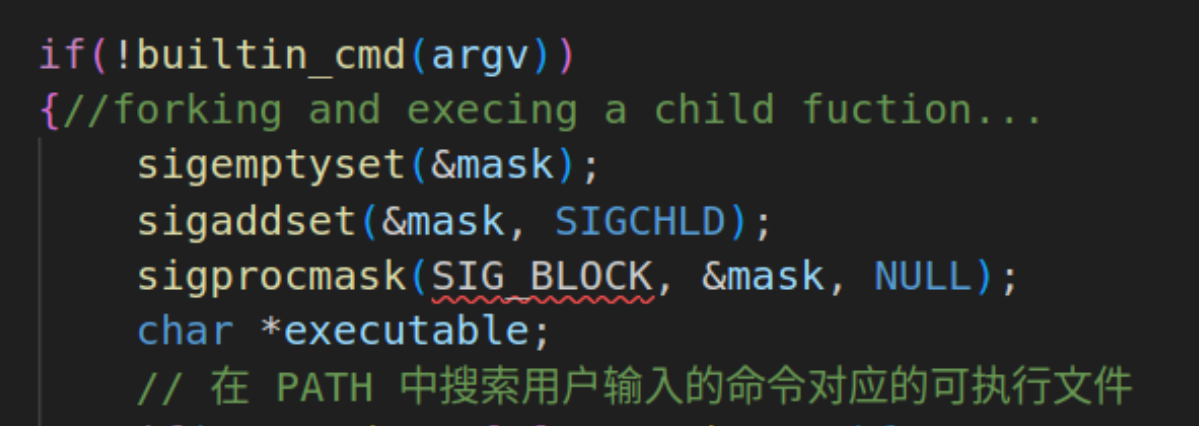 if(!builtin_cmd(argv))
{//forking and execing a child fuction...
sigemptyset(&mask);
sigaddset(&mask, SIGCHLD);
sigprocmask(SIG_BLOCK, &mask, NULL);
char *executable;
// 在 PATH 中搜索用户输入的命令对应的可执行文件